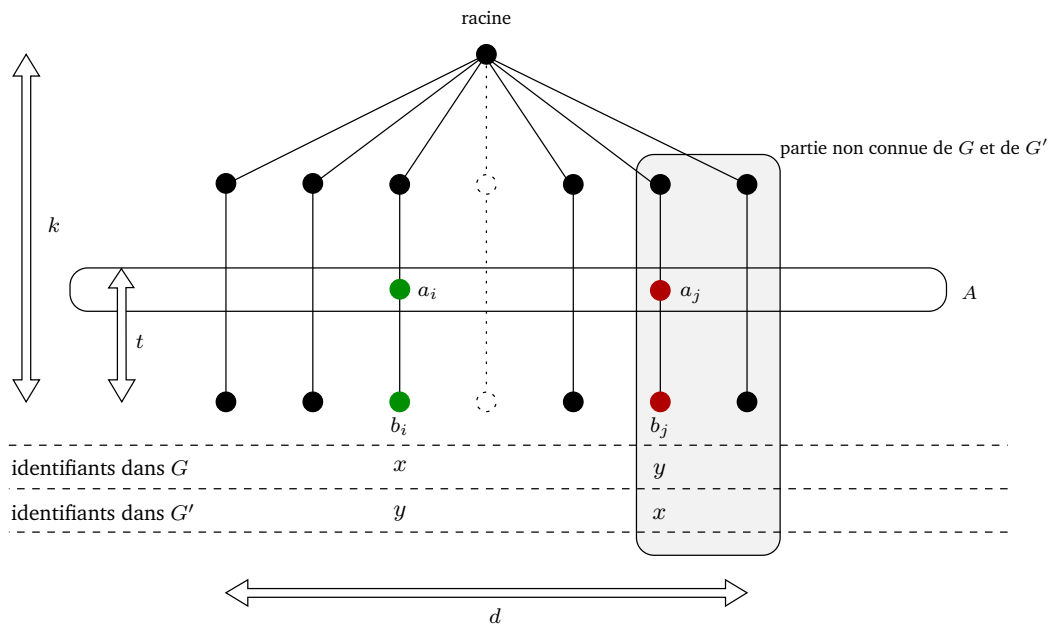 racine
partie non connue de G et de G′
k
a_i
a_j
A
t
b_i
b_j
identifiants dans G
x
y
identifiants dans G′
y
x
d